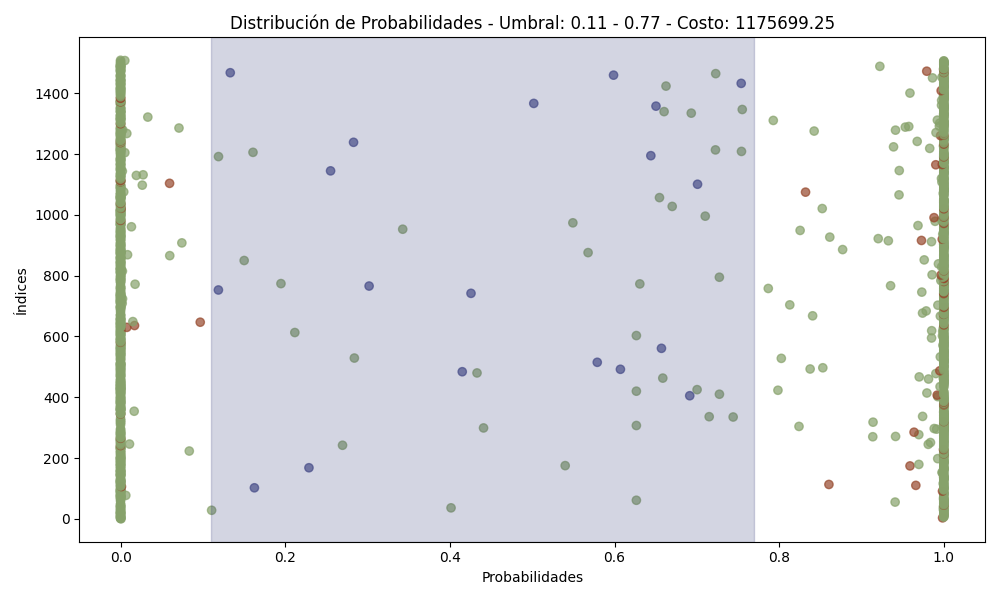 Distribución de Probabilidades - Umbral: 0.11 - 0.77 - Costo: 1175699.25
Índices
1400
1200
1000
800
600
400
200
0
0.0 0.2 0.4 0.6 0.8 1.0
Probabilidades